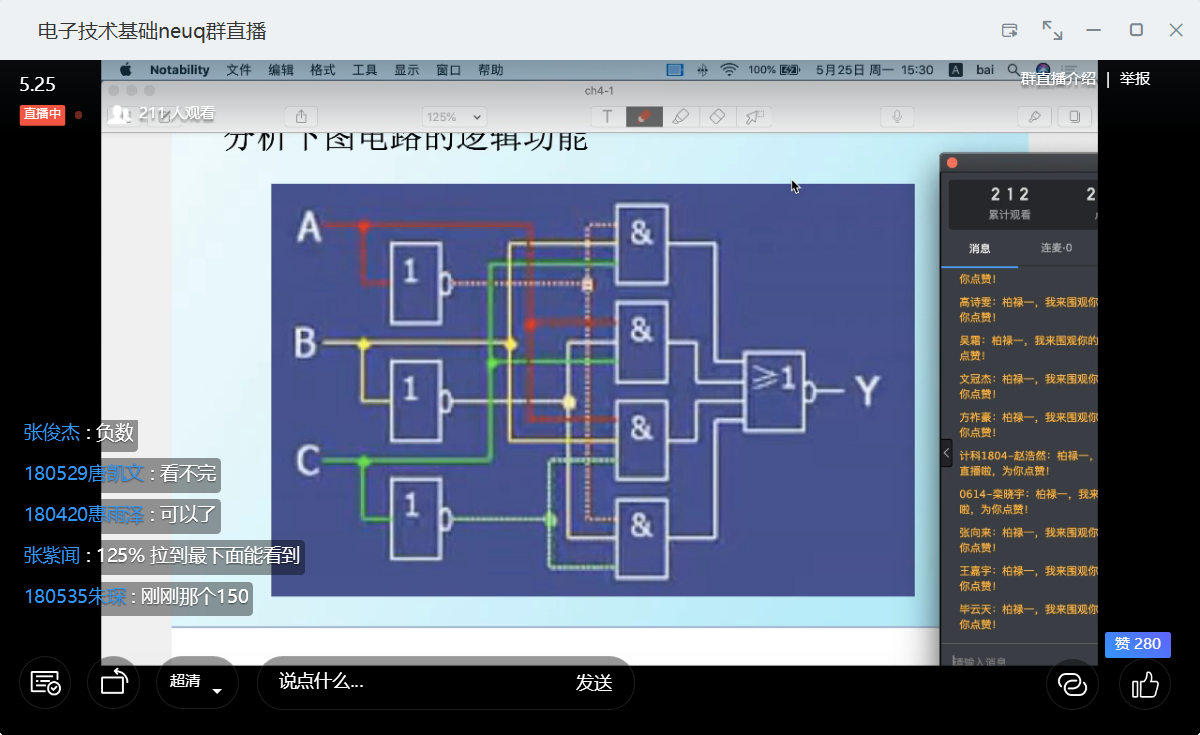 电子技术基础neuq群直播
5.25
直播中
Notability 文件 编辑 格式 工具 显示 窗口 帮助
100% 5月25日 周一 15:30 A bai
群直播介绍 | 举报
ch4-1
211人观看
125%
T
分析下图电路的逻辑功能
A
B
C
1
1
1
&
&
&
&
≥1
Y
212
2
累计观看
消息 连麦·0
你点赞！
高诗雯：柏禄一，我来围观你
你点赞！
吴霜：柏禄一，我来围观你的
点赞！
文冠杰：柏禄一，我来围观你
你点赞！
方祚豪：柏禄一，我来围观你
你点赞！
计科1804-赵浩然：柏禄一，
直播啦，为你点赞！
0614-栾晓宇：柏禄一，我来
啦，为你点赞！
张向来：柏禄一，我来围观你
你点赞！
王嘉宇：柏禄一，我来围观你
你点赞！
毕云天：柏禄一，我来围观你
你点赞！
请输入消息
张俊杰 : 负数
180529唐凯文 : 看不完
180420惠雨泽 : 可以了
张紫闻 : 125% 拉到最下面能看到
180535朱琛 : 刚刚那个150
赞 280
超清
说点什么...
发送